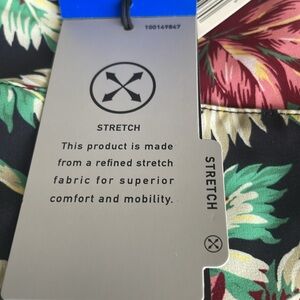 100149847
STRETCH
This product is made
from a refined stretch
fabric for superior
comfort and mobility.
STRETCH